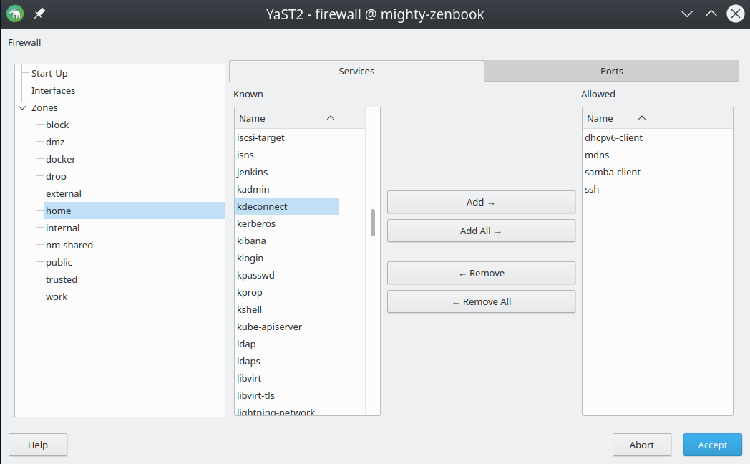 YaST2 - firewall @ mighty-zenbook
Firewall
Start-Up
Interfaces
Zones
block
dmz
docker
drop
external
home
internal
nm-shared
public
trusted
work
Services
Ports
Known
Name
iscsi-target
isns
jenkins
kadmin
kdeconnect
kerberos
kibana
klogin
kpasswd
kprop
kshell
kube-apiserver
ldap
ldaps
libvirt
libvirt-tls
lightning-network
Add →
Add All →
← Remove
← Remove All
Allowed
Name
dhcpv6-client
mdns
samba-client
ssh
Help
Abort
Accept